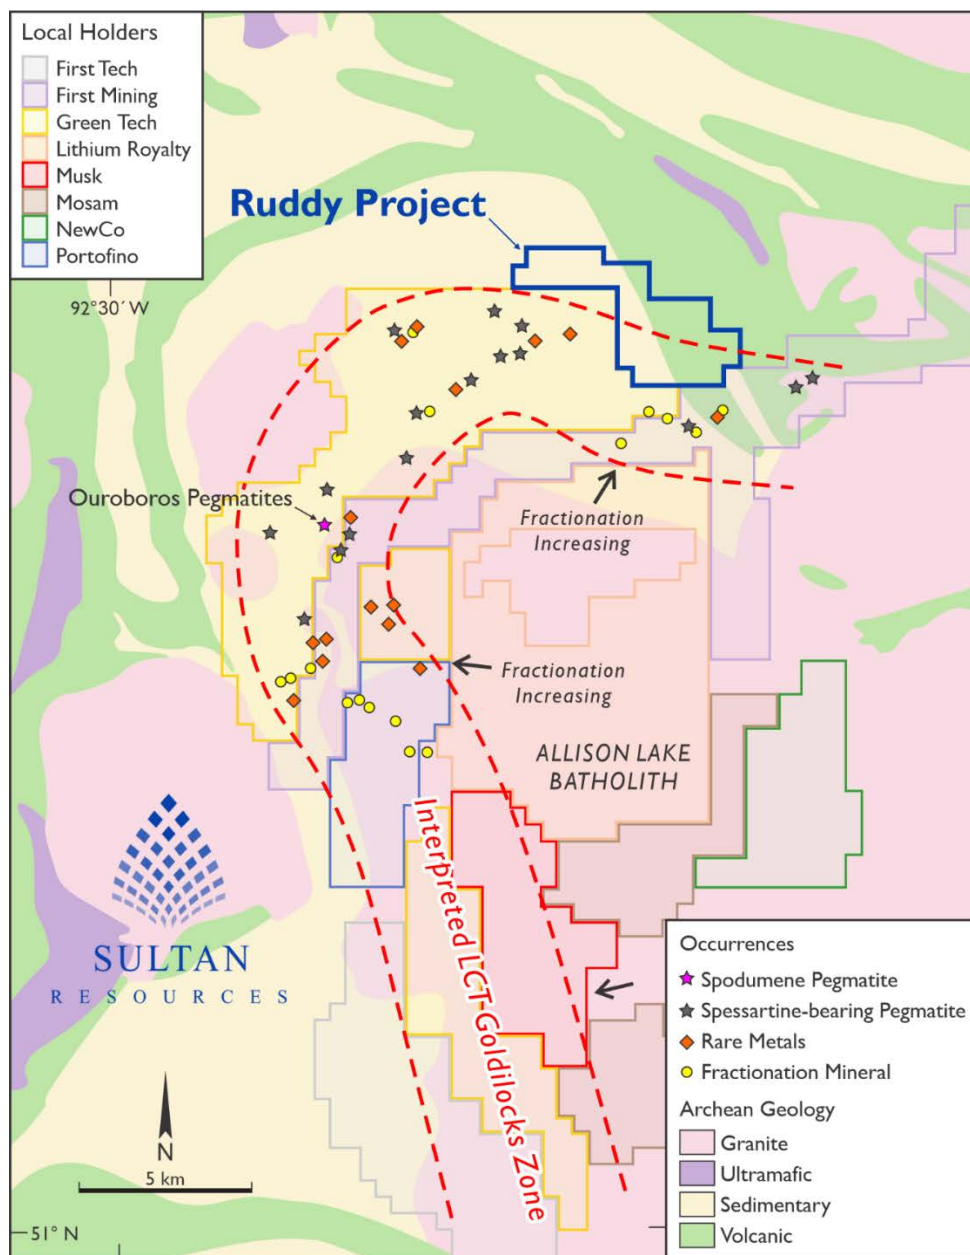 Local Holders
First Tech
First Mining
Green Tech
Lithium Royalty
Musk
Mosam
NewCo
Portofino
Ruddy Project
92°30´ W
Ouroboros Pegmatites
Fractionation
Increasing
Fractionation
Increasing
ALLISON LAKE
BATHOLITH
Interpreted LCT Goldilocks Zone
SULTAN
RESOURCES
N
5 km
51° N
Occurrences
Spodumene Pegmatite
Spessartine-bearing Pegmatite
Rare Metals
Fractionation Mineral
Archean Geology
Granite
Ultramafic
Sedimentary
Volcanic